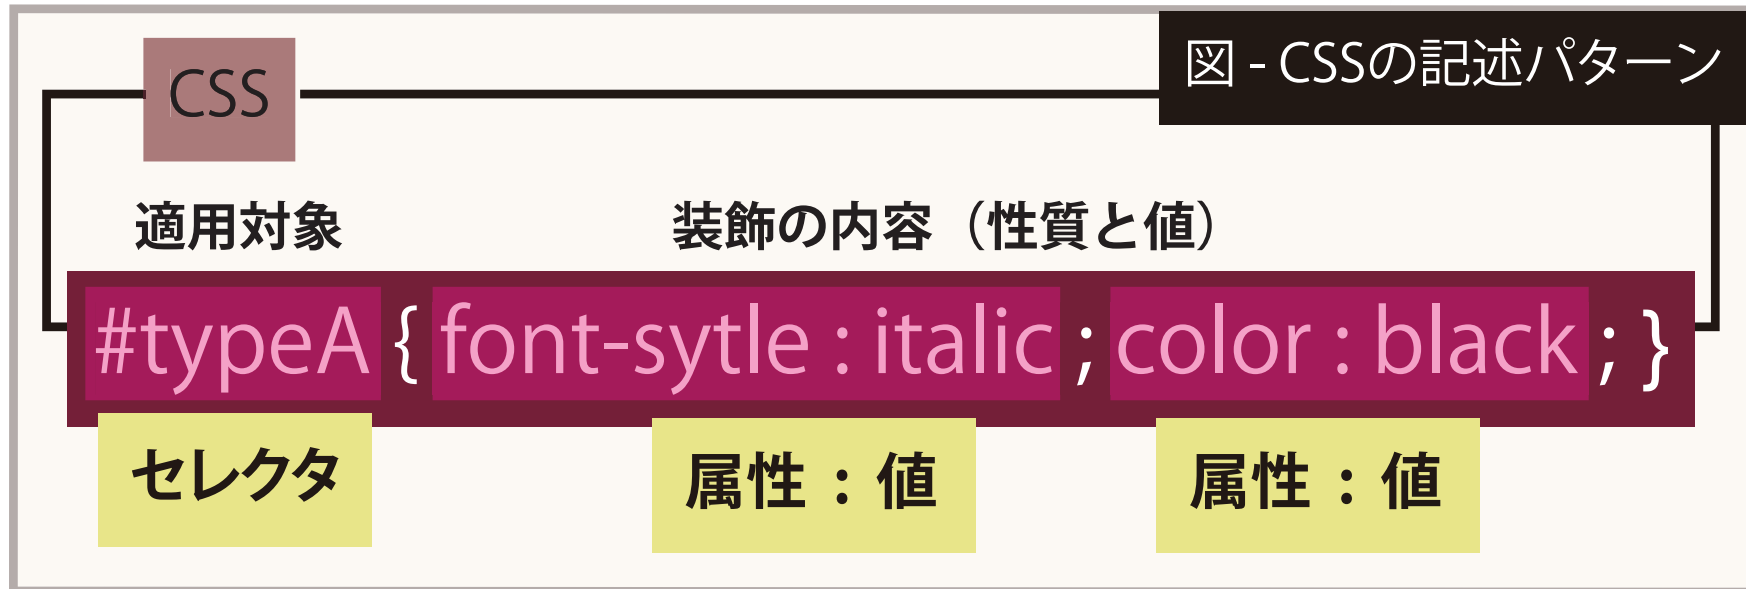 図 - CSSの記述パターン
CSS
適用対象 装飾の内容（性質と値）
#typeA { font-sytle : italic ; color : black ; }
セレクタ 属性 : 値 属性 : 値